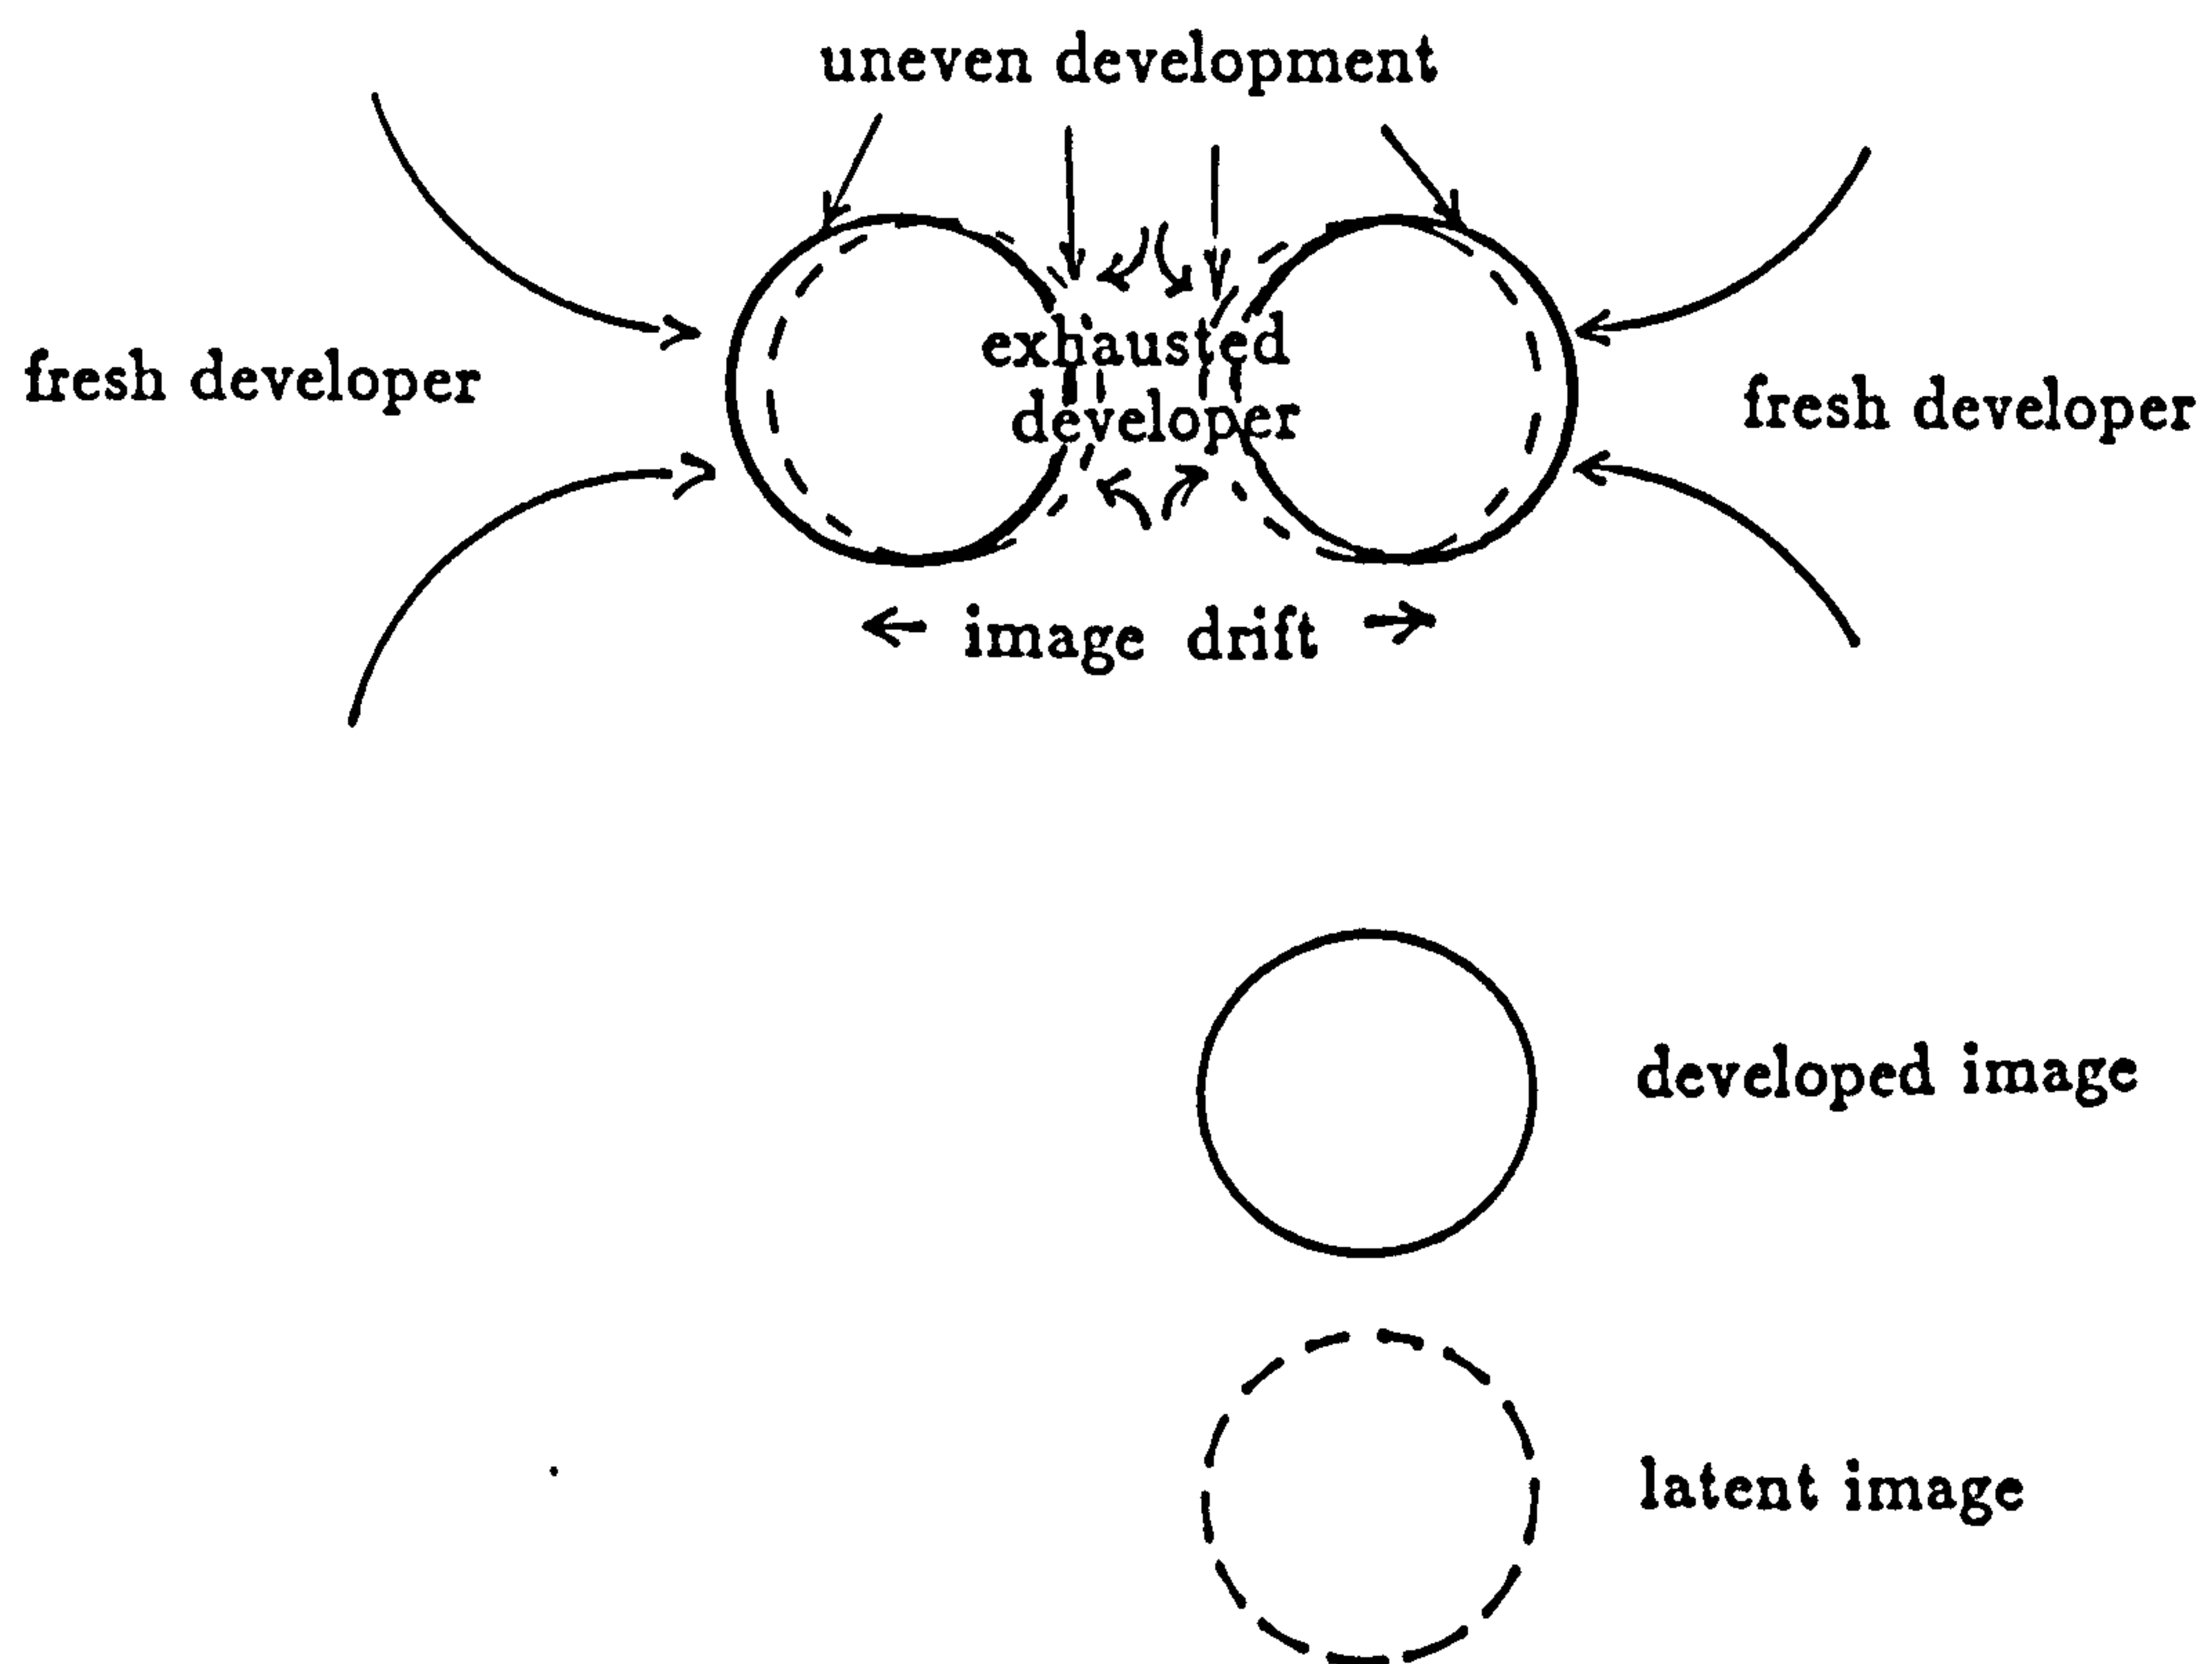 uneven development
exhausted
fresh developer
developer
fresh developer
← image drift →
developed image
latent image